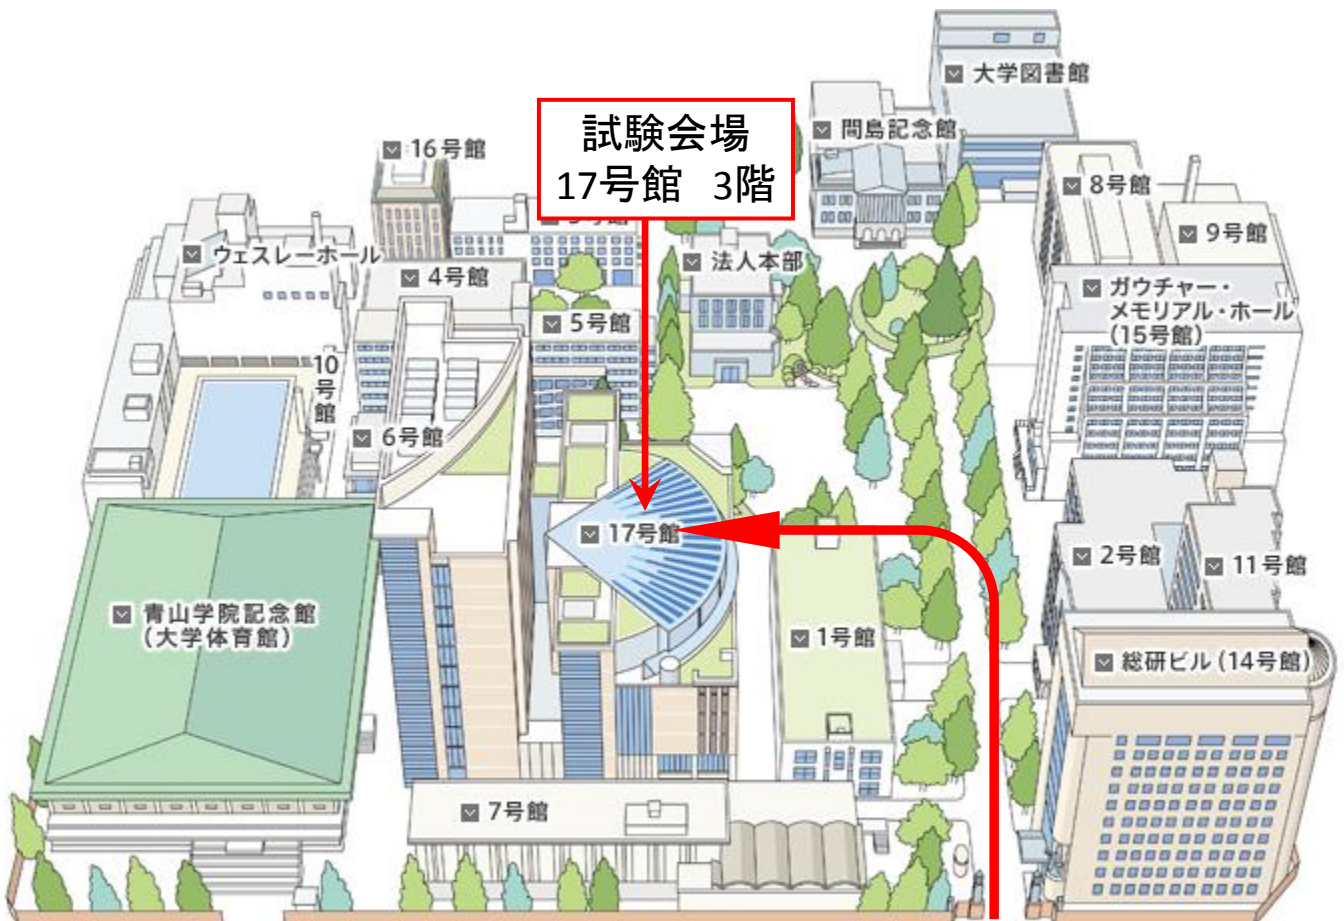 大学図書館
試験会場
17号館 3階
間島記念館
16号館
8号館
9号館
ウェスレーホール
法人本部
4号館
ガウチャー・
メモリアル・ホール
(15号館)
5号館
10号館
6号館
17号館
2号館
11号館
青山学院記念館
(大学体育館)
1号館
総研ビル(14号館)
7号館